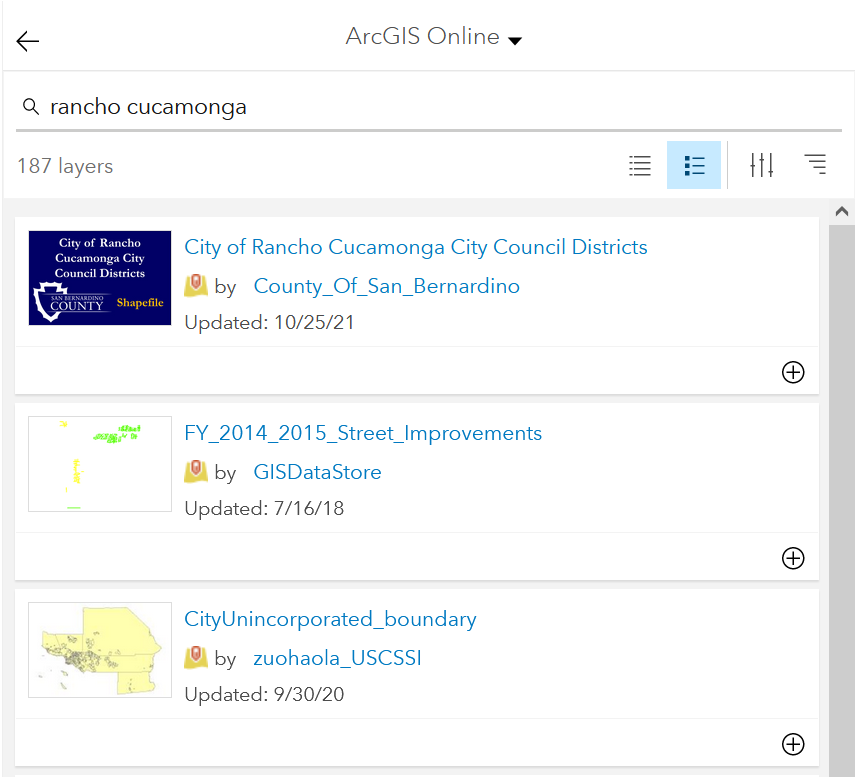 ArcGIS Online
rancho cucamonga
187 layers
City of Rancho
Cucamonga City
Council Districts
SAN BERNARDINO
COUNTY
Shapefile
City of Rancho Cucamonga City Council Districts
by County_Of_San_Bernardino
Updated: 10/25/21
FY_2014_2015_Street_Improvements
by GISDataStore
Updated: 7/16/18
CityUnincorporated_boundary
by zuohaola_USCSSI
Updated: 9/30/20